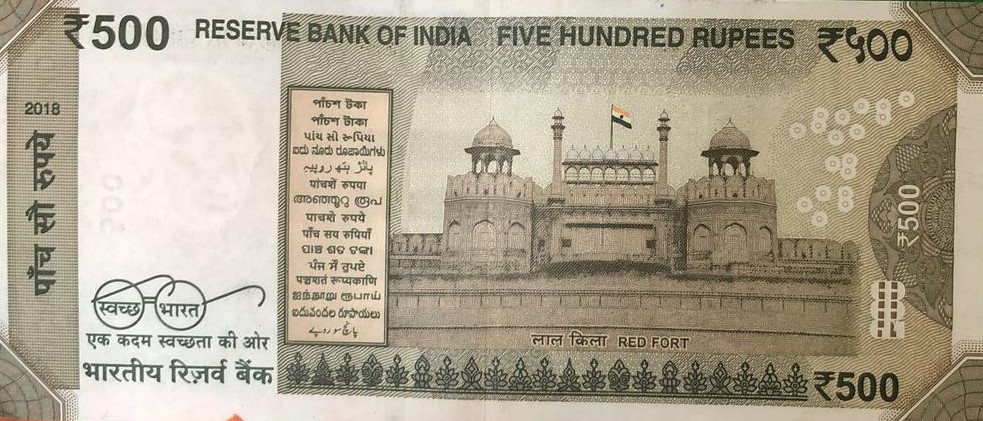 ₹500 RESERVE BANK OF INDIA FIVE HUNDRED RUPEES ₹५००
2018
पाँच सौ रुपये
পাঁচশ টকা
পাঁচশ টাকা
પાંચ સો રૂપિયા
ಐದು ನೂರು ರೂಪಾಯಿಗಳು
پانژ ہتھ روپیہ
पांचशें रुपया
അഞ്ഞൂറു രൂപ
पाचशे रुपये
पाँच सय रुपियाँ
ପାଞ୍ଚ ଶତ ଟଙ୍କା
ਪੰਜ ਸੌ ਰੁਪਏ
पञ्चशतं रूप्यकाणि
ஐந்நூறு ரூபாய்
ఐదువందల రూపాయలు
پانچ سو روپے
₹500
स्वच्छ भारत
एक कदम स्वच्छता की ओर
भारतीय रिज़र्व बैंक
लाल किला RED FORT
₹500